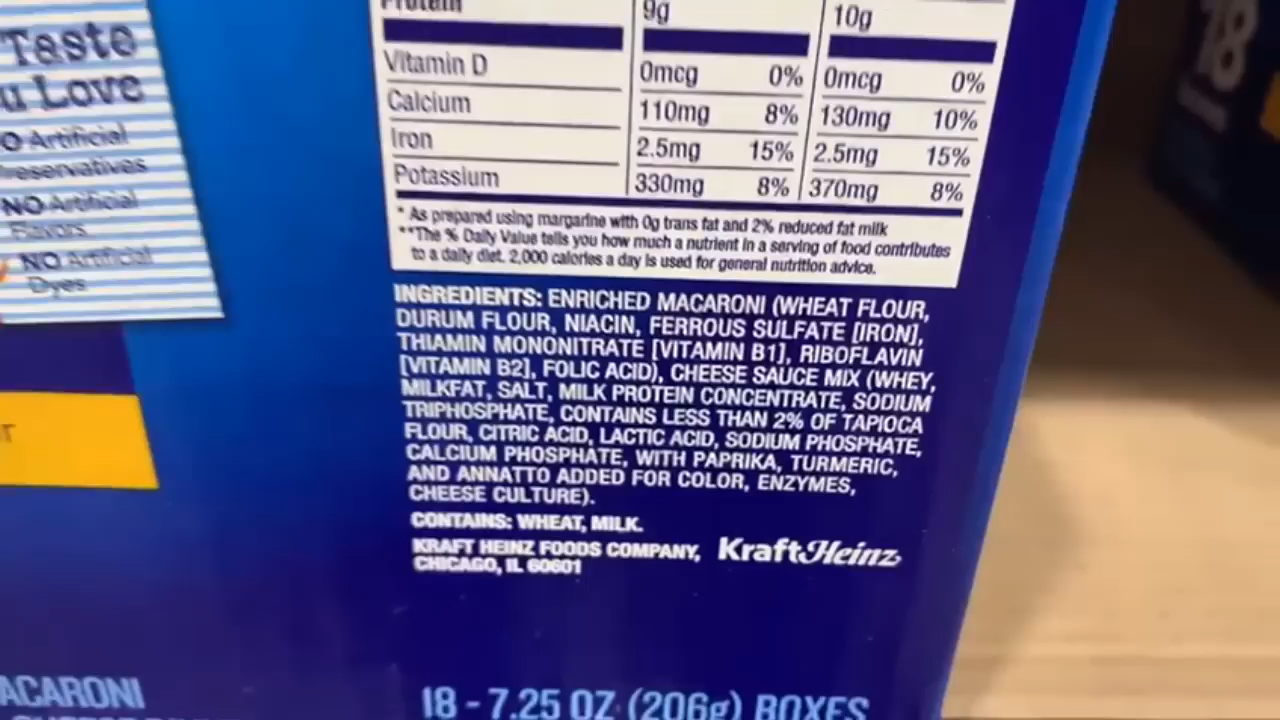 Taste
u Love
O Artificial
reservatives
NO Artificial
Flavors
NO Artificial
Dyes
Protein 9g 10g
Vitamin D 0mcg 0% 0mcg 0%
Calcium 110mg 8% 130mg 10%
Iron 2.5mg 15% 2.5mg 15%
Potassium 330mg 8% 370mg 8%
* As prepared using margarine with 0g trans fat and 2% reduced fat milk
**The % Daily Value tells you how much a nutrient in a serving of food contributes
to a daily diet. 2,000 calories a day is used for general nutrition advice.
INGREDIENTS: ENRICHED MACARONI (WHEAT FLOUR,
DURUM FLOUR, NIACIN, FERROUS SULFATE [IRON],
THIAMIN MONONITRATE [VITAMIN B1], RIBOFLAVIN
[VITAMIN B2], FOLIC ACID), CHEESE SAUCE MIX (WHEY,
MILKFAT, SALT, MILK PROTEIN CONCENTRATE, SODIUM
TRIPHOSPHATE, CONTAINS LESS THAN 2% OF TAPIOCA
FLOUR, CITRIC ACID, LACTIC ACID, SODIUM PHOSPHATE,
CALCIUM PHOSPHATE, WITH PAPRIKA, TURMERIC,
AND ANNATTO ADDED FOR COLOR, ENZYMES,
CHEESE CULTURE).
CONTAINS: WHEAT, MILK.
KRAFT HEINZ FOODS COMPANY,
CHICAGO, IL 60601
KraftHeinz
r
ACARONI
18 - 7.25 OZ (206g) BOXES
18